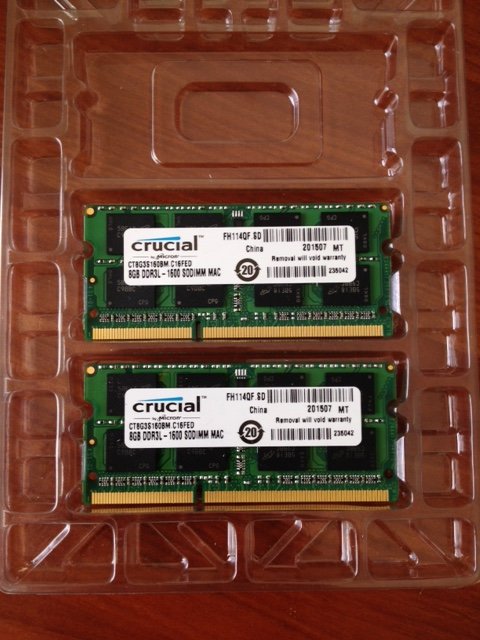 crucial
by Micron
CT8G3S160BM.C16FED
8GB DDR3L - 1600 SODIMM MAC
FH114QF.SD
China
201507 MT
Removal will void warranty
20
235042
crucial
by Micron
CT8G3S160BM.C16FED
8GB DDR3L - 1600 SODIMM MAC
FH114QF.SD
China
201507 MT
Removal will void warranty
20
235042